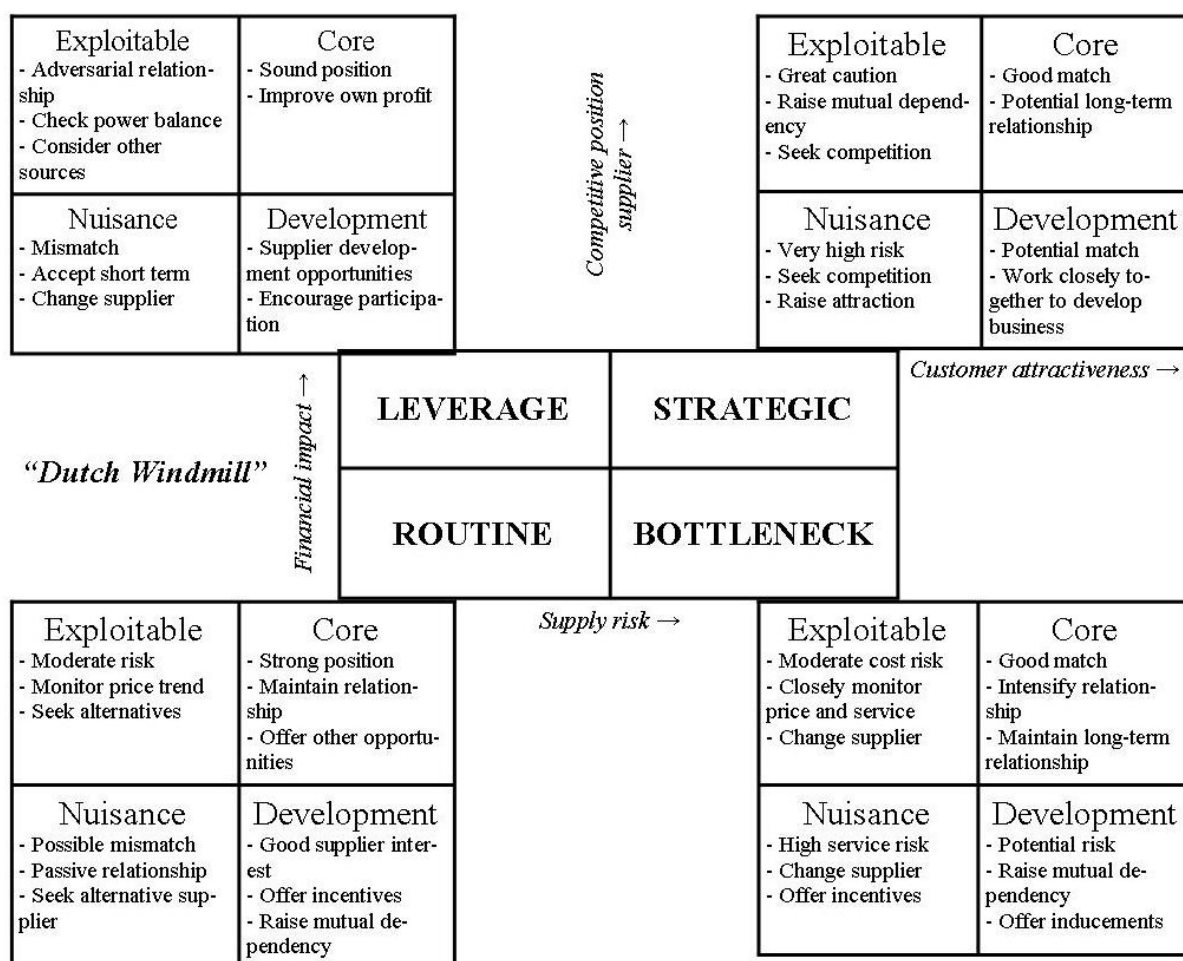 Exploitable
- Adversarial relation-
ship
- Check power balance
- Consider other
sources
Core
- Sound position
- Improve own profit
Nuisance
- Mismatch
- Accept short term
- Change supplier
Development
- Supplier develop-
ment opportunities
- Encourage participa-
tion
Competitive position
supplier →
Exploitable
- Great caution
- Raise mutual depend-
ency
- Seek competition
Core
- Good match
- Potential long-term
relationship
Nuisance
- Very high risk
- Seek competition
- Raise attraction
Development
- Potential match
- Work closely to-
gether to develop
business
Customer attractiveness →
“Dutch Windmill”
Financial impact →
LEVERAGE
STRATEGIC
ROUTINE
BOTTLENECK
Supply risk →
Exploitable
- Moderate risk
- Monitor price trend
- Seek alternatives
Core
- Strong position
- Maintain relation-
ship
- Offer other opportu-
nities
Nuisance
- Possible mismatch
- Passive relationship
- Seek alternative sup-
plier
Development
- Good supplier inter-
est
- Offer incentives
- Raise mutual de-
pendency
Exploitable
- Moderate cost risk
- Closely monitor
price and service
- Change supplier
Core
- Good match
- Intensify relation-
ship
- Maintain long-term
relationship
Nuisance
- High service risk
- Change supplier
- Offer incentives
Development
- Potential risk
- Raise mutual de-
pendency
- Offer inducements